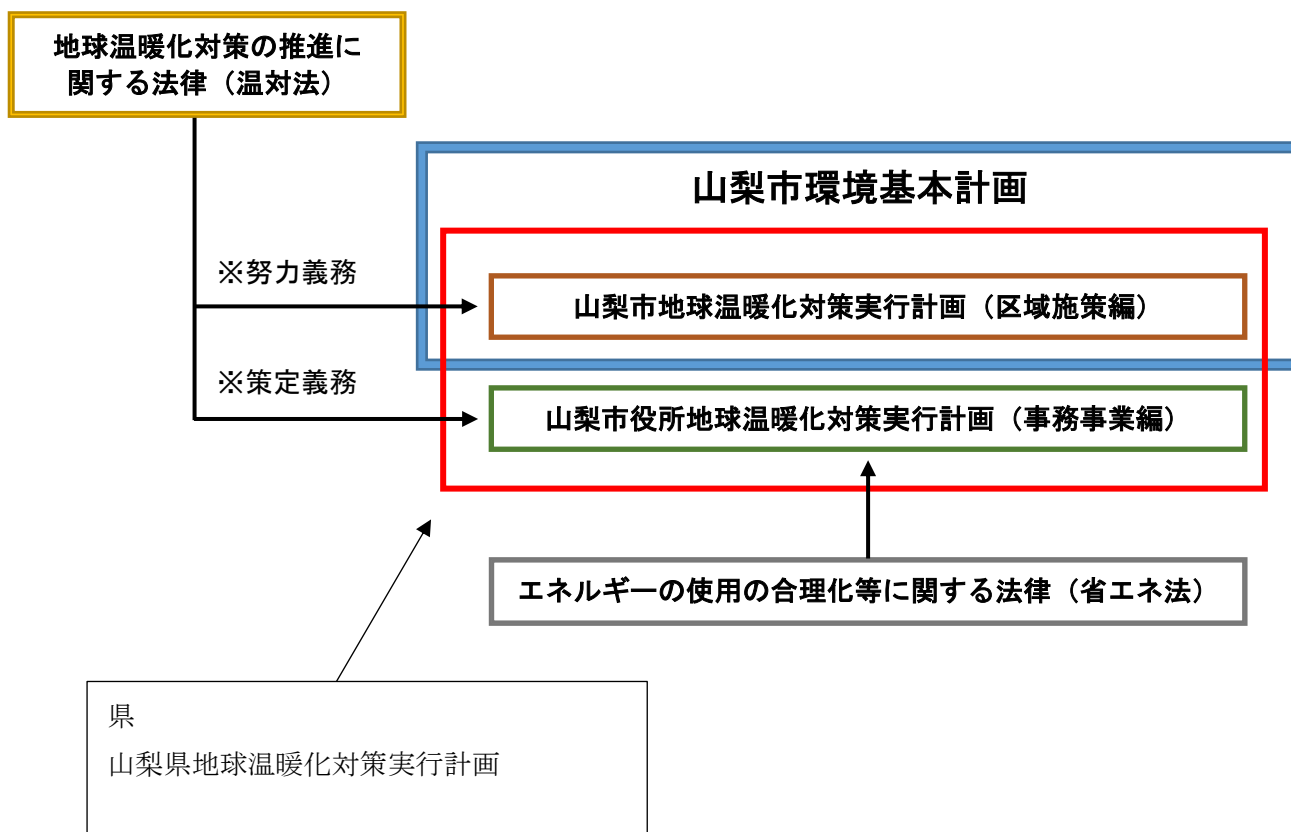 地球温暖化対策の推進に
関する法律（温対法）
山梨市環境基本計画
※努力義務
山梨市地球温暖化対策実行計画（区域施策編）
※策定義務
山梨市役所地球温暖化対策実行計画（事務事業編）
エネルギーの使用の合理化等に関する法律（省エネ法）
県
山梨県地球温暖化対策実行計画